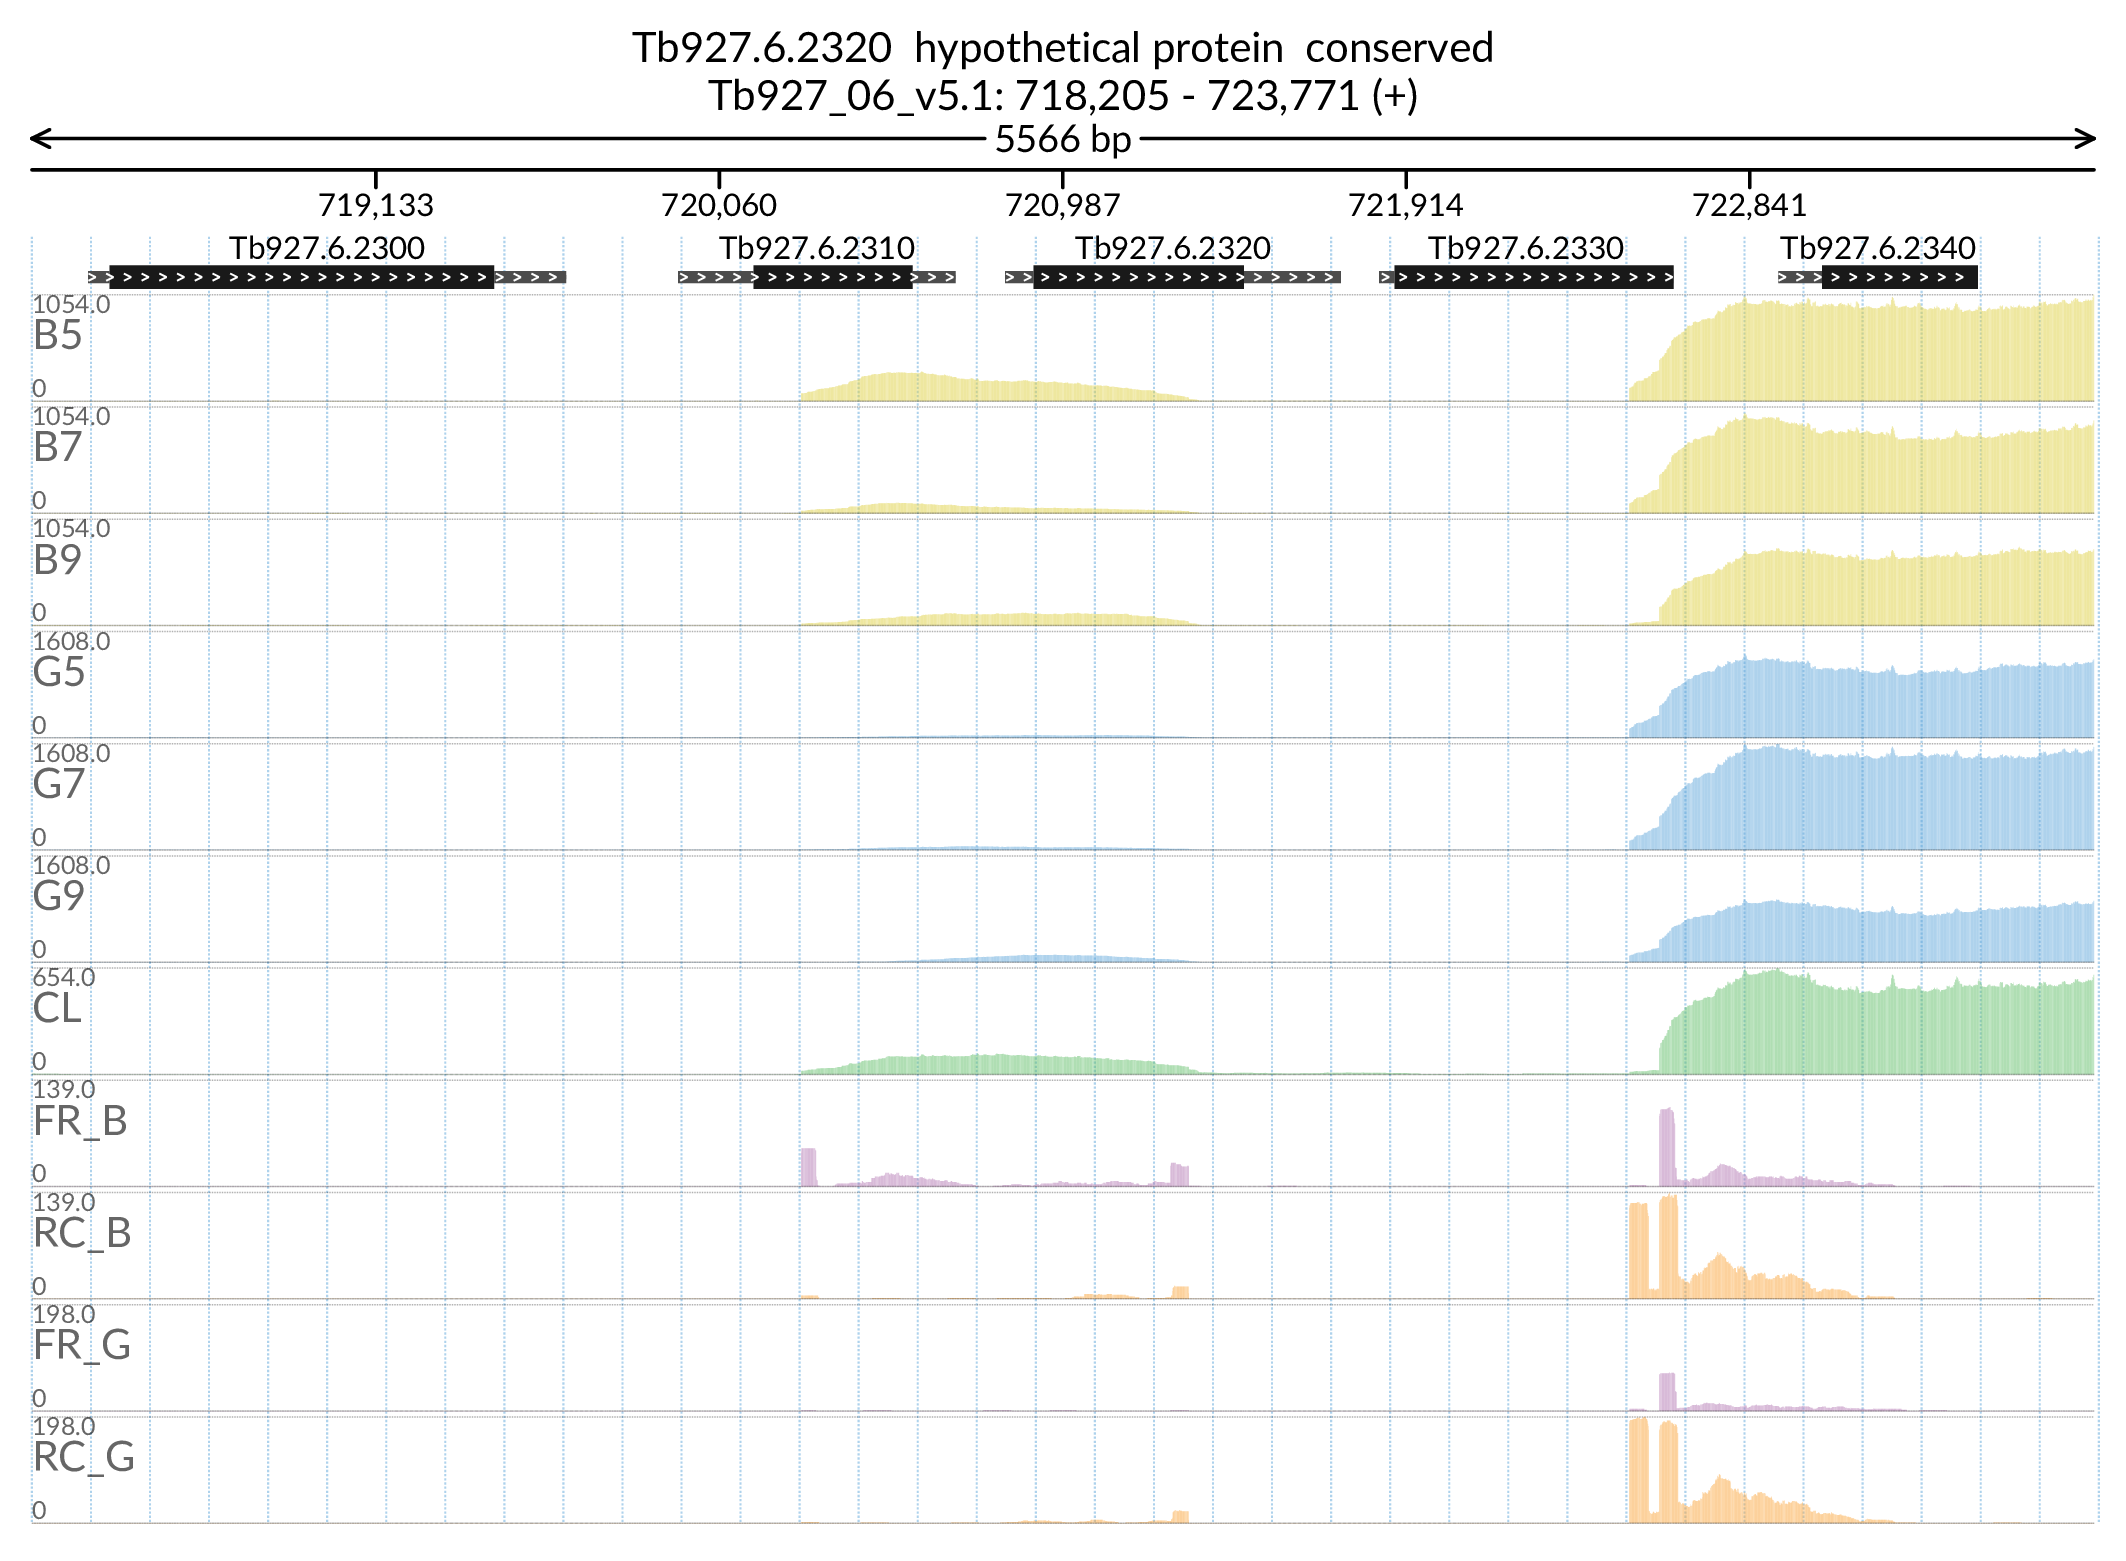 Tb927.6.2320  hypothetical protein  conserved
Tb927_06_v5.1: 718,205 - 723,771 (+)
5566 bp
719,133 720,060 720,987 721,914 722,841
Tb927.6.2300 Tb927.6.2310 Tb927.6.2320 Tb927.6.2330 Tb927.6.2340
1054.0
B5
0
1054.0
B7
0
1054.0
B9
0
1608.0
G5
0
1608.0
G7
0
1608.0
G9
0
654.0
CL
0
139.0
FR_B
0
139.0
RC_B
0
198.0
FR_G
0
198.0
RC_G
0